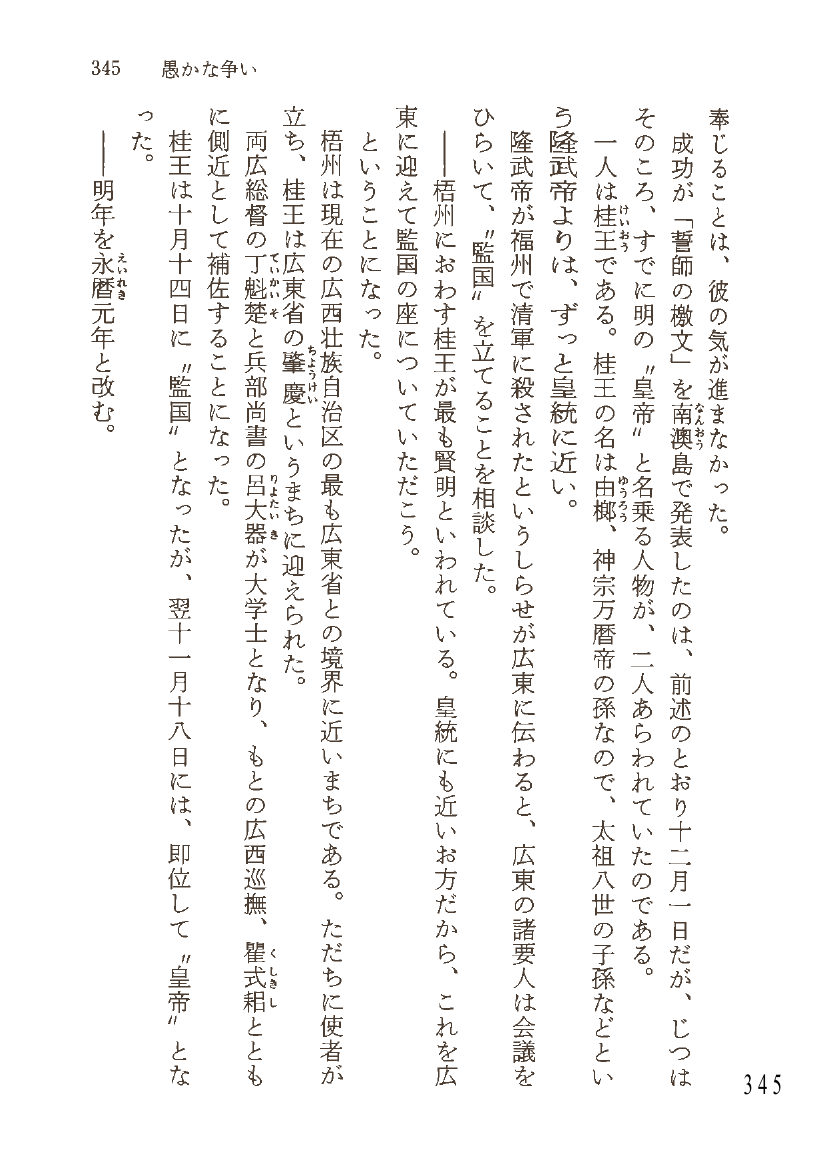 345 愚かな争い
奉じることは、彼の気が進まなかった。
成功が「誓師の檄文」を南澳島で発表したのは、前述のとおり十二月一日だが、じつは
そのころ、すでに明の〝皇帝〟と名乗る人物が、二人あらわれていたのである。
一人は桂王である。桂王の名は由榔、神宗万暦帝の孫なので、太祖八世の子孫などとい
う隆武帝よりは、ずっと皇統に近い。
隆武帝が福州で清軍に殺されたというしらせが広東に伝わると、広東の諸要人は会議を
ひらいて、〝監国〟を立てることを相談した。
――梧州におわす桂王が最も賢明といわれている。皇統にも近いお方だから、これを広
東に迎えて監国の座についていただこう。
ということになった。
梧州は現在の広西壮族自治区の最も広東省との境界に近いまちである。ただちに使者が
立ち、桂王は広東省の肇慶というまちに迎えられた。
両広総督の丁魁楚と兵部尚書の呂大器が大学士となり、もとの広西巡撫、瞿式耜ととも
に側近として補佐することになった。
桂王は十月十四日に〝監国〟となったが、翌十一月十八日には、即位して〝皇帝〟とな
った。
――明年を永暦元年と改む。
345